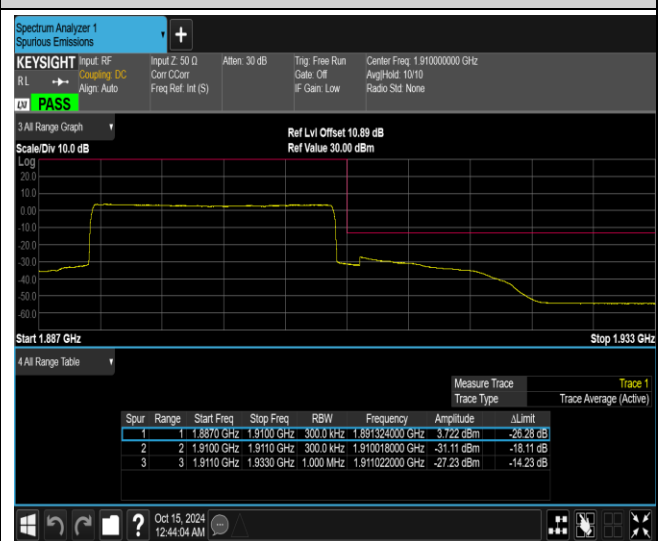 Spectrum Analyzer 1
Spurious Emissions
+
KEYSIGHT Input: RF Input Z: 50 Ω Atten: 30 dB Trig: Free Run Center Freq: 1.910000000 GHz
RL Coupling: DC Corr CCorr Gate: Off Avg|Hold: 10/10
Align: Auto Freq Ref: Int (S) IF Gain: Low Radio Std: None
LXI PASS
3 All Range Graph Ref Lvl Offset 10.89 dB
Scale/Div 10.0 dB Ref Value 30.00 dBm
Log
20.0
10.0
0.00
-10.0
-20.0
-30.0
-40.0
-50.0
-60.0
Start 1.887 GHz Stop 1.933 GHz
4 All Range Table
Measure Trace Trace 1
Trace Type Trace Average (Active)
Spur Range Start Freq Stop Freq RBW Frequency Amplitude ΔLimit
1 1 1.8870 GHz 1.9100 GHz 300.0 kHz 1.891324000 GHz 3.722 dBm -26.28 dB
2 2 1.9100 GHz 1.9110 GHz 300.0 kHz 1.910018000 GHz -31.11 dBm -18.11 dB
3 3 1.9110 GHz 1.9330 GHz 1.000 MHz 1.911022000 GHz -27.23 dBm -14.23 dB
? Oct 15, 2024
12:44:04 AM